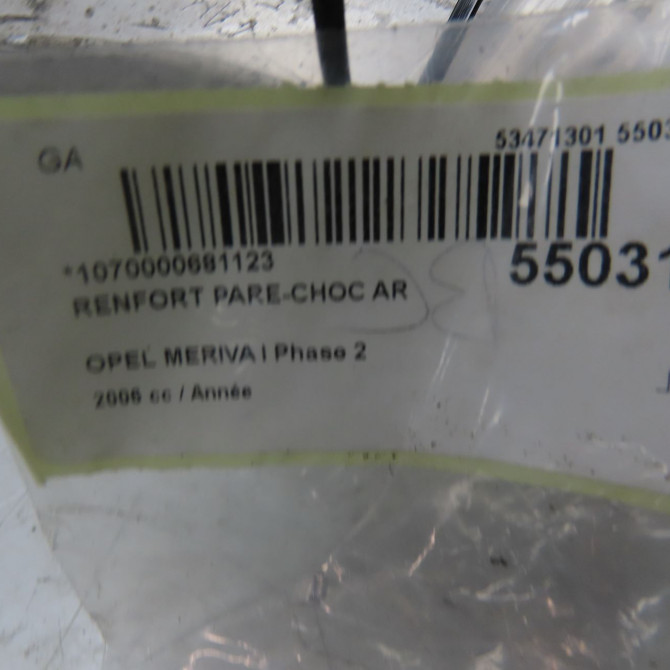 GA
53471301 5503
*1070000681123
55031
RENFORT PARE-CHOC AR
OPEL MERIVA I Phase 2
2006 cc / Année